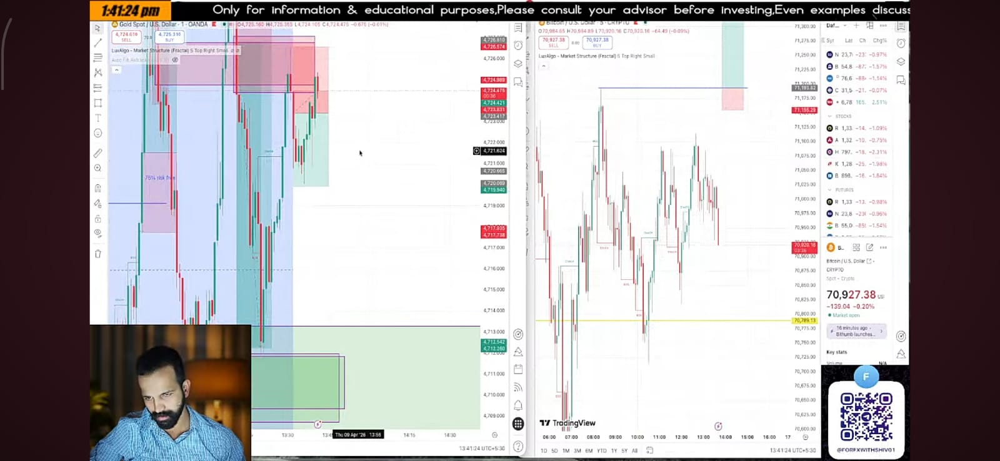 1:41:24 pm
Only for information & educational purposes,Please consult your advisor before investing,Even examples discuss
Gold Spot / U.S. Dollar · 1 · OANDA
O4,725.160 H4,725.365 L4,724.105 C4,724.475 −0.675 (−0.01%)
4,724.610
SELL
4,725.310
BUY
LuxAlgo - Market Structure (Fractal) 5 Top Right Small
75% risk free
4,726.810
4,726.574
4,726.000
4,724.989
4,724.475
00:36
4,724.421
4,723.831
4,723.417
4,723.000
4,722.000
4,721.624
4,721.000
4,720.665
4,720.069
4,719.940
4,719.000
4,717.935
4,717.738
4,717.000
4,716.000
4,715.000
4,714.000
4,713.000
4,712.542
4,712.260
4,711.000
4,710.000
4,709.000
13:30
Thu 09 Apr '26 13:56
14:15
14:30
13:41:24 UTC+5:30
Bitcoin / U.S. Dollar · 5 · CRYPTO
O70,984.65 H70,984.89 L70,920.16 C70,920.16 −64.49 (−0.09%)
70,927.38
SELL
0.00
70,927.38
BUY
LuxAlgo - Market Structure (Fractal) 5 Top Right Small
71,300.00
71,275.00
71,250.00
71,225.00
71,193.82
71,175.00
71,155.29
71,125.00
71,100.00
71,075.00
71,050.00
71,025.00
71,000.00
70,975.00
70,950.00
70,920.16
03:36
70,900.00
70,875.00
70,850.00
70,825.00
70,800.00
70,789.13
70,775.00
70,750.00
70,725.00
70,700.00
70,675.00
70,650.00
70,625.00
70,600.00
TradingView
06:00 07:00 08:00 09:00 10:00 11:00 12:00 13:00 14:00 15:00 16:00 17
1D 5D 1M 3M 6M YTD 1Y 5Y All
13:41:24 UTC+5:30
Syr Lat Ch Chg%
N 23,7 −23 −0.97%
B 54,8 −87 −1.57%
76,6 −88 −1.14%
C 31,5 −21. −0.07%
6,78 165. 2.51%
STOCKS
R 1,33 −14. −1.09%
A 1,32 −10. −0.75%
H 797. −18. −2.31%
K 1,28 −25. −1.98%
B 898. −16. −1.84%
FUTURES
R 1,33 −13. −0.98%
N 23,8 −23 −0.96%
B 55,0 −85 −1.54%
B..
Bitcoin / U.S. Dollar
CRYPTO
Spot • Crypto
70,927.38
−139.04 −0.20%
Market open
16 minutes ago •
Bithumb launches...
Key stats
Volume N/A
F
@FOREXWITHSHIV01